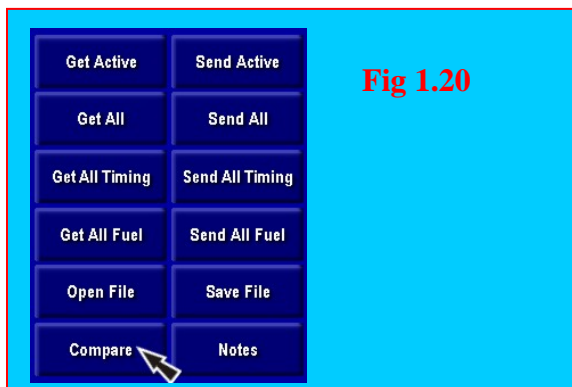 Get Active Send Active
Fig 1.20
Get All Send All
Get All Timing Send All Timing
Get All Fuel Send All Fuel
Open File Save File
Compare Notes